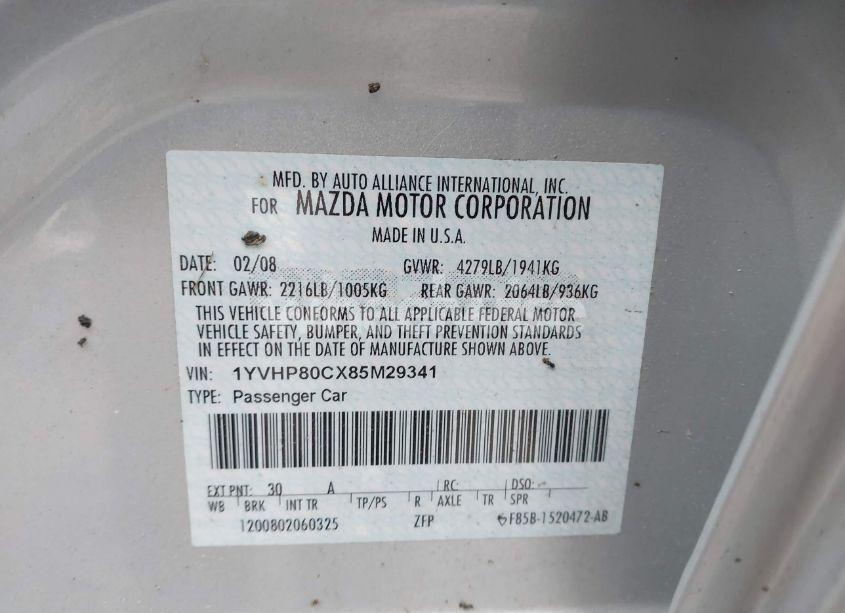 MFD. BY AUTO ALLIANCE INTERNATIONAL, INC.
FOR MAZDA MOTOR CORPORATION
MADE IN U.S.A.
DATE: 02/08 GVWR: 4279LB/1941KG
FRONT GAWR: 2216LB/1005KG REAR GAWR: 2064LB/936KG
THIS VEHICLE CONFORMS TO ALL APPLICABLE FEDERAL MOTOR
VEHICLE SAFETY, BUMPER, AND THEFT PREVENTION STANDARDS
IN EFFECT ON THE DATE OF MANUFACTURE SHOWN ABOVE.
VIN: 1YVHP80CX85M29341
TYPE: Passenger Car
EXT PNT: 30 A RC: DSO:
WB BRK INT TR TP/PS R AXLE TR SPR
1200802060325 ZFP F85B-1520472-AB